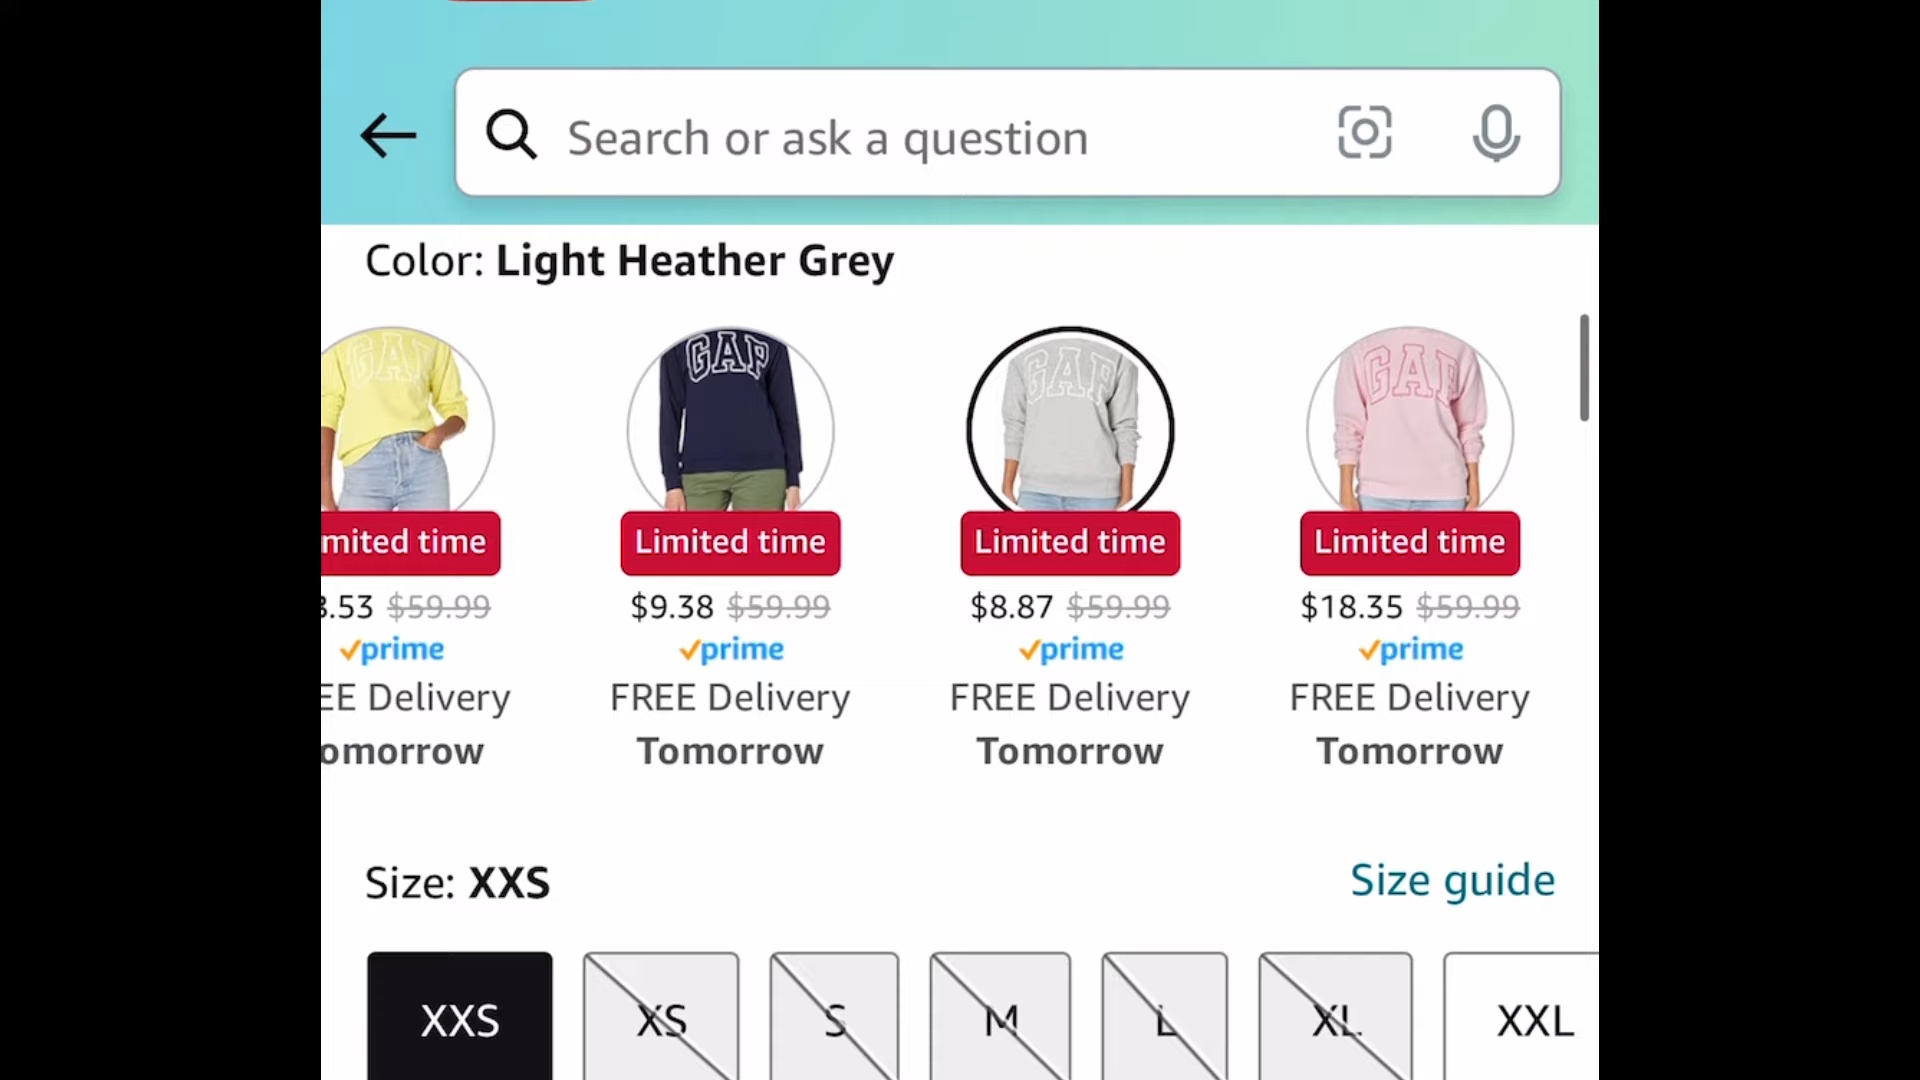 Search or ask a question
Color: Light Heather Grey
GAP GAP GAP GAP
mited time Limited time Limited time Limited time
.53 $59.99 $9.38 $59.99 $8.87 $59.99 $18.35 $59.99
prime prime prime prime
EE Delivery FREE Delivery FREE Delivery FREE Delivery
omorrow Tomorrow Tomorrow Tomorrow
Size: XXS Size guide
XXS XS S M L XL XXL